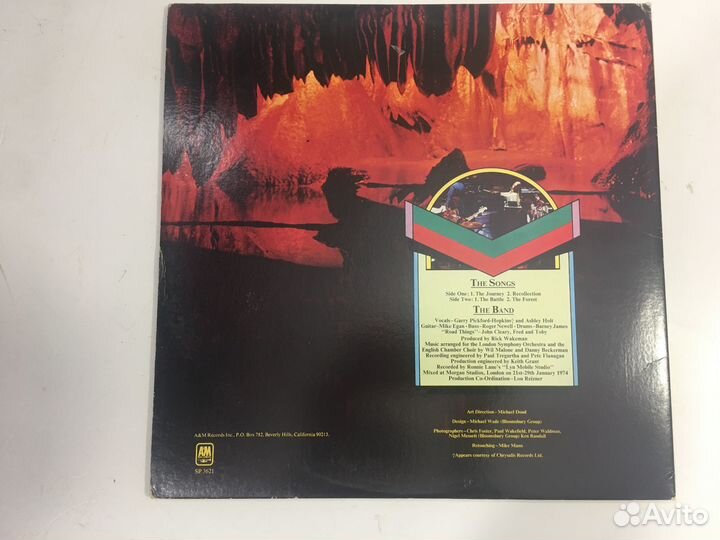 THE SONGS
Side One: 1. The Journey 2. Recollection
Side Two: 1. The Battle 2. The Forest
THE BAND
Vocals–Garry Pickford-Hopkins† and Ashley Holt
Guitar–Mike Egan · Bass–Roger Newell · Drums–Barney James
"Road Things"–John Cleary, Fred and Toby
Produced by Rick Wakeman
Music arranged for the London Symphony Orchestra and the
English Chamber Choir by Wil Malone and Danny Beckerman
Recording engineered by Paul Tregurtha and Pete Flanagan
Production engineered by Keith Grant
Recorded by Ronnie Lane's "Lyn Mobile Studio"
Mixed at Morgan Studios, London on 21st-29th January 1974
Production Co-Ordination–Lou Reizner
Art Direction–Michael Doud
Design–Michael Wade (Bloomsbury Group)
Photographers–Chris Foster, Paul Wakefield, Peter Waldman,
Nigel Messett (Bloomsbury Group) Ken Randall
Retouching–Mike Mann
†Appears courtesy of Chrysalis Records Ltd.
A&M Records Inc., P.O. Box 782, Beverly Hills, California 90213.
A&M
SP 3621
Avito